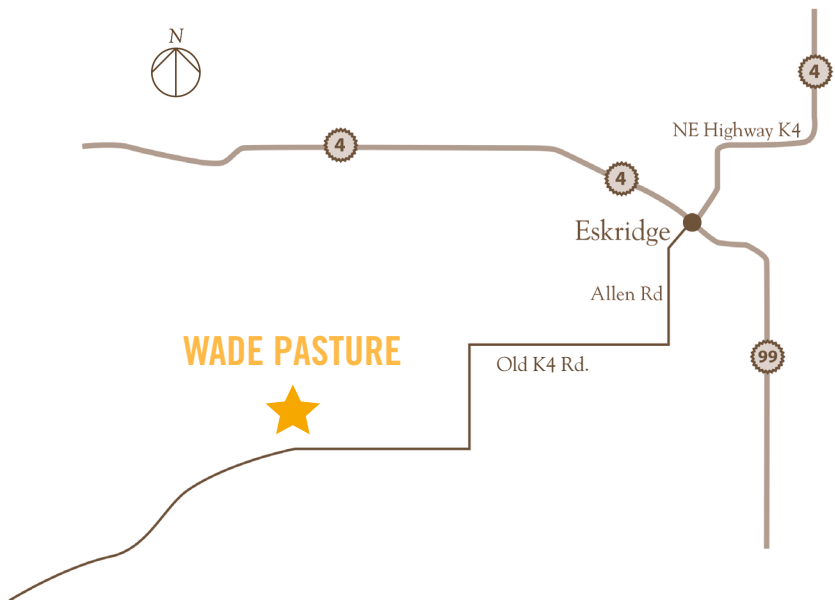 N
4
NE Highway K4
4
4
Eskridge
Allen Rd
WADE PASTURE
Old K4 Rd.
99